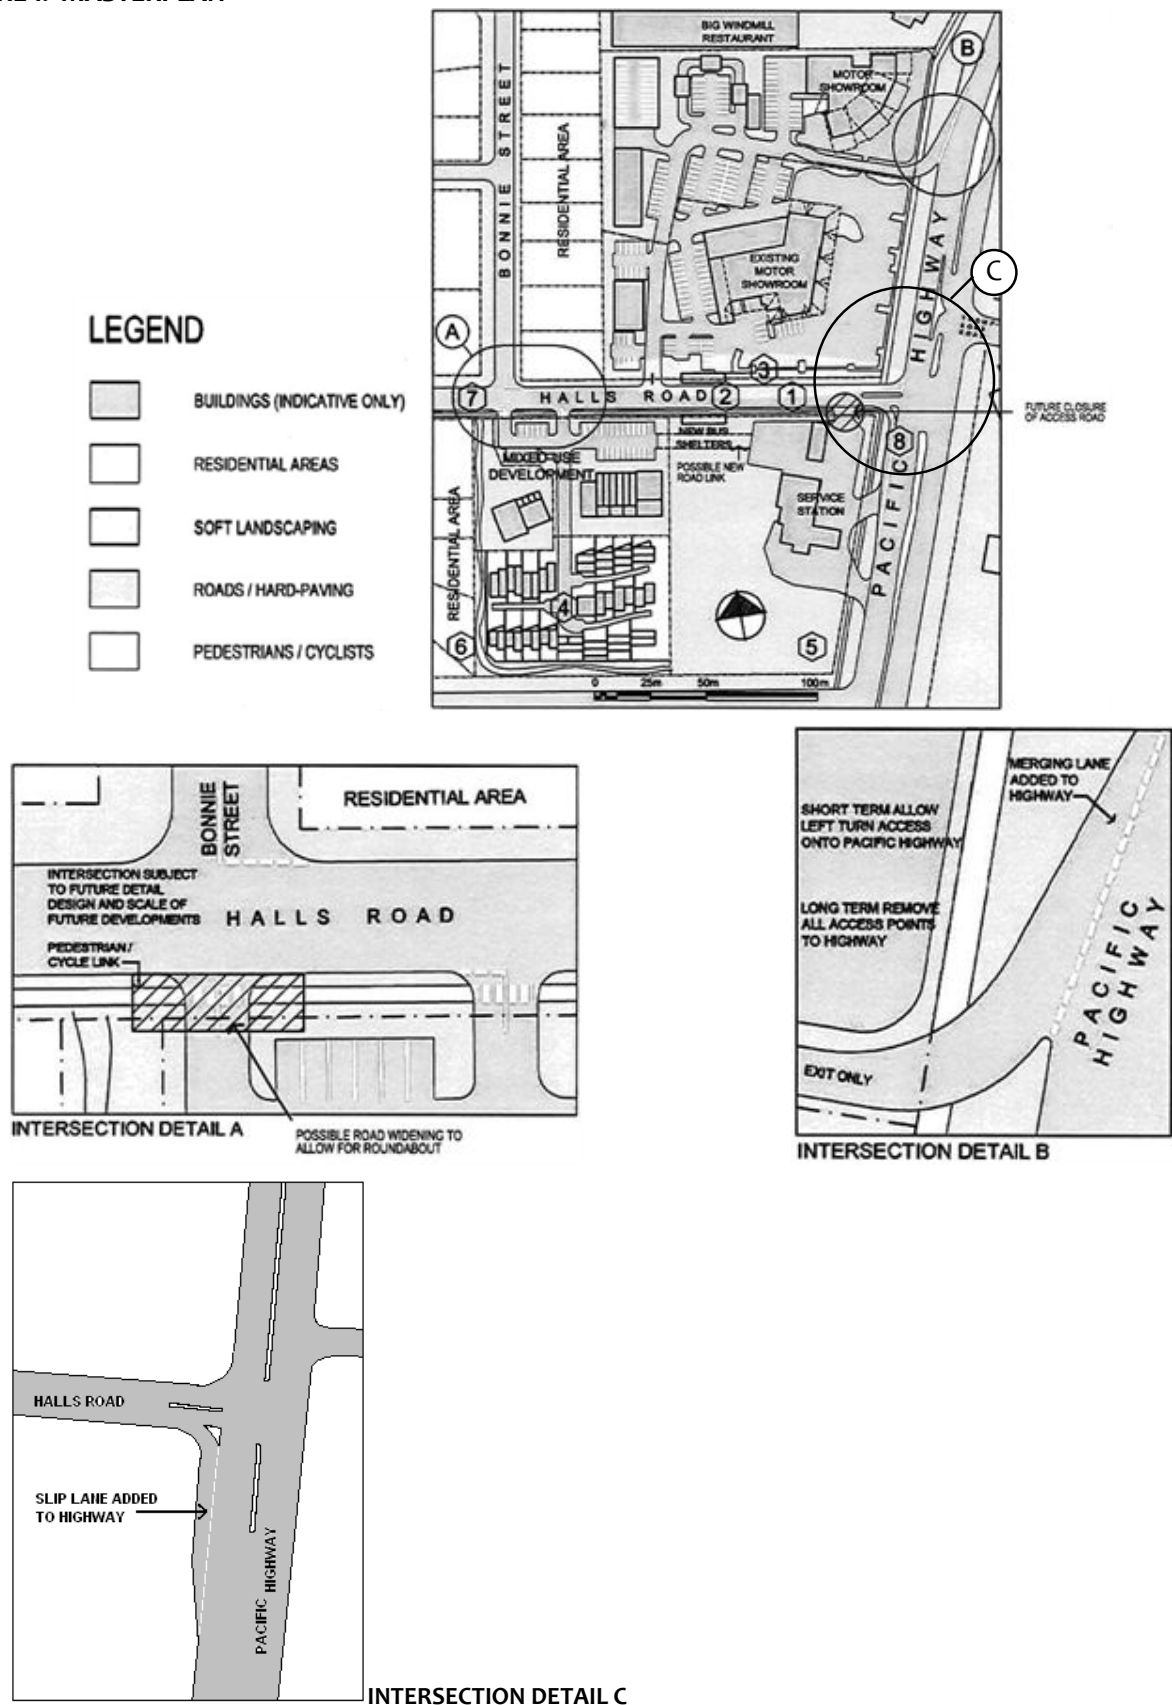 BIG WINDMILL
RESTAURANT
B
MOTOR
SHOWROOM
BONNIE STREET
RESIDENTIAL AREA
HIGHWAY
EXISTING
MOTOR
SHOWROOM
C
LEGEND
A
BUILDINGS (INDICATIVE ONLY)
RESIDENTIAL AREAS
SOFT LANDSCAPING
ROADS / HARD-PAVING
PEDESTRIANS / CYCLISTS
3
7
HALLS ROAD
2
1
FUTURE CLOSURE
OF ACCESS ROAD
8
NEW BUS
SHELTERS
MIXED USE
DEVELOPMENT
POSSIBLE NEW
ROAD LINK
SERVICE
STATION
PACIFIC
RESIDENTIAL AREA
4
6
5
0 25m 50m 100m
BONNIE
STREET
RESIDENTIAL AREA
INTERSECTION SUBJECT
TO FUTURE DETAIL
DESIGN AND SCALE OF
FUTURE DEVELOPMENTS
HALLS ROAD
PEDESTRIAN /
CYCLE LINK
INTERSECTION DETAIL A
POSSIBLE ROAD WIDENING TO
ALLOW FOR ROUNDABOUT
MERGING LANE
ADDED TO
HIGHWAY
SHORT TERM ALLOW
LEFT TURN ACCESS
ONTO PACIFIC HIGHWAY
LONG TERM REMOVE
ALL ACCESS POINTS
TO HIGHWAY
PACIFIC
HIGHWAY
EXIT ONLY
INTERSECTION DETAIL B
HALLS ROAD
SLIP LANE ADDED
TO HIGHWAY
PACIFIC
HIGHWAY
INTERSECTION DETAIL C